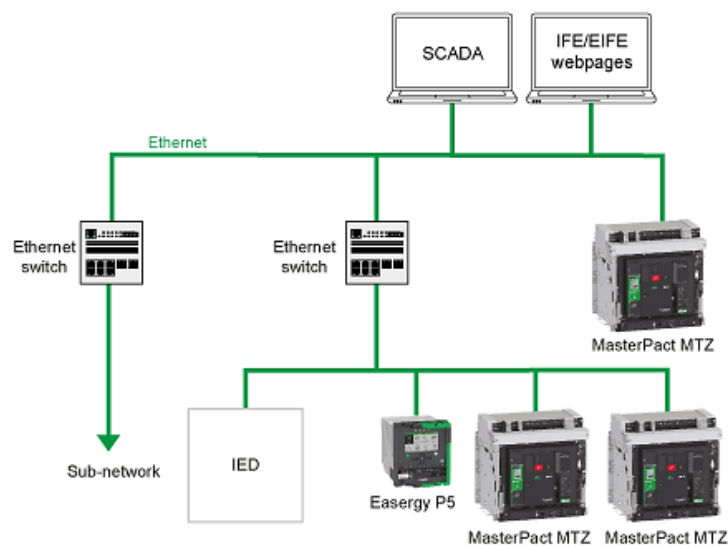 SCADA
IFE/EIFE
webpages
Ethernet
Ethernet
switch
Ethernet
switch
MasterPact MTZ
Sub-network
IED
Easergy P5
MasterPact MTZ
MasterPact MTZ